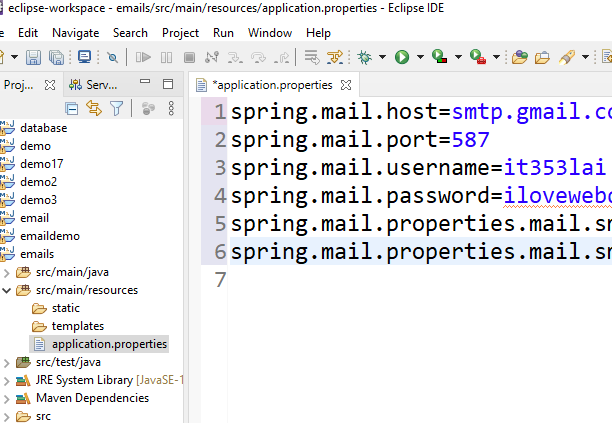 eclipse-workspace - emails/src/main/resources/application.properties - Eclipse IDE
Edit Navigate Search Project Run Window Help
Proj...
Serv...
*application.properties
database
demo
demo17
demo2
demo3
email
emaildemo
emails
src/main/java
src/main/resources
static
templates
application.properties
src/test/java
JRE System Library [JavaSE-1
Maven Dependencies
src
1 spring.mail.host=smtp.gmail.co
2 spring.mail.port=587
3 spring.mail.username=it353lai
4 spring.mail.password=ilovewebd
5 spring.mail.properties.mail.sm
6 spring.mail.properties.mail.sm
7